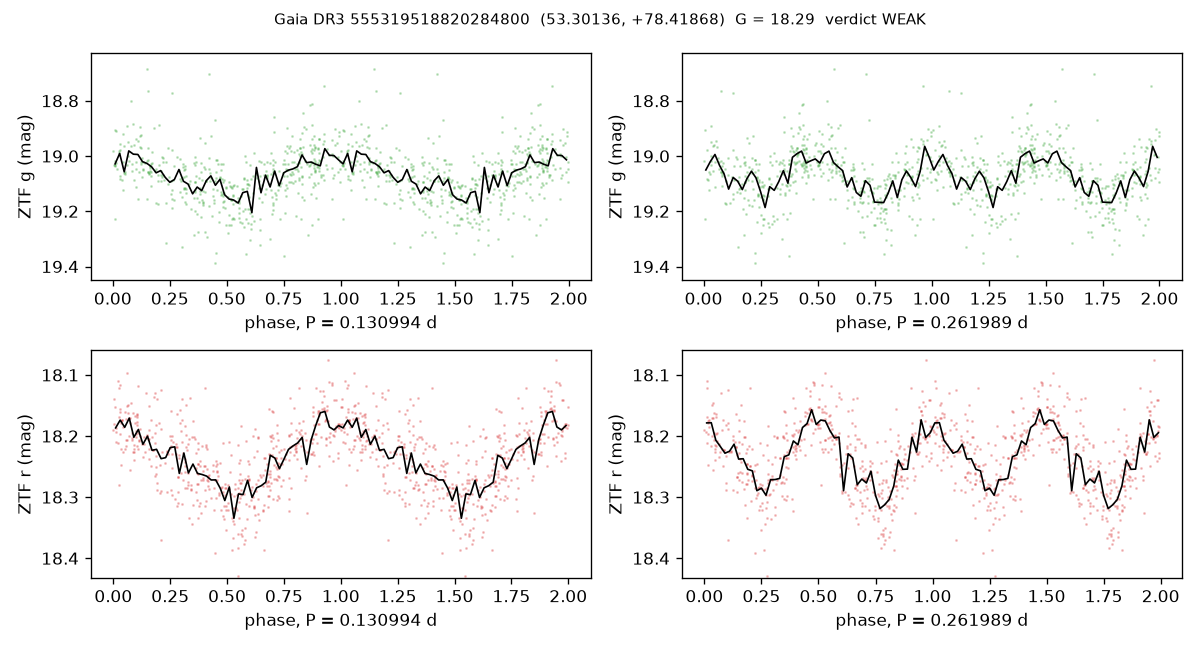 Gaia DR3 555319518820284800 (53.30136, +78.41868) G = 18.29 verdict WEAK
ZTF g (mag)
18.8
19.0
19.2
19.4
0.00 0.25 0.50 0.75 1.00 1.25 1.50 1.75 2.00
phase, P = 0.130994 d
ZTF g (mag)
18.8
19.0
19.2
19.4
0.00 0.25 0.50 0.75 1.00 1.25 1.50 1.75 2.00
phase, P = 0.261989 d
ZTF r (mag)
18.1
18.2
18.3
18.4
0.00 0.25 0.50 0.75 1.00 1.25 1.50 1.75 2.00
phase, P = 0.130994 d
ZTF r (mag)
18.1
18.2
18.3
18.4
0.00 0.25 0.50 0.75 1.00 1.25 1.50 1.75 2.00
phase, P = 0.261989 d